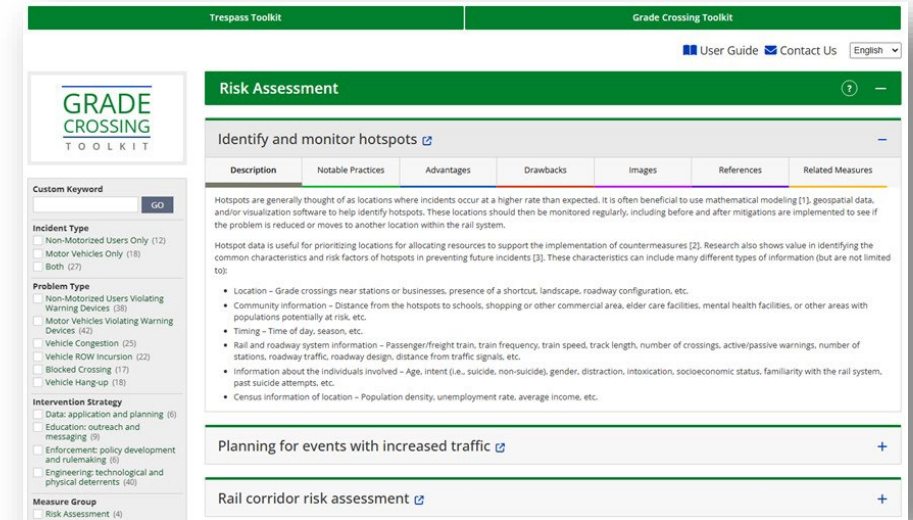 Trespass Toolkit
Grade Crossing Toolkit
User Guide
Contact Us
English
GRADE
CROSSING
TOOLKIT
Custom Keyword
GO
Incident Type
Non-Motorized Users Only (12)
Motor Vehicles Only (18)
Both (27)
Problem Type
Non-Motorized Users Violating
Warning Devices (38)
Motor Vehicles Violating Warning
Devices (42)
Vehicle Congestion (25)
Vehicle ROW Incursion (22)
Blocked Crossing (17)
Vehicle Hang-up (18)
Intervention Strategy
Data: application and planning (6)
Education: outreach and
messaging (9)
Enforcement: policy development
and rulemaking (6)
Engineering: technological and
physical deterrents (40)
Measure Group
Risk Assessment (4)
Risk Assessment
?
Identify and monitor hotspots
Description
Notable Practices
Advantages
Drawbacks
Images
References
Related Measures
Hotspots are generally thought of as locations where incidents occur at a higher rate than expected. It is often beneficial to use mathematical modeling [1], geospatial data,
and/or visualization software to help identify hotspots. These locations should then be monitored regularly, including before and after mitigations are implemented to see if
the problem is reduced or moves to another location within the rail system.
Hotspot data is useful for prioritizing locations for allocating resources to support the implementation of countermeasures [2]. Research also shows value in identifying the
common characteristics and risk factors of hotspots in preventing future incidents [3]. These characteristics can include many different types of information (but are not limited
to):
• Location – Grade crossings near stations or businesses, presence of a shortcut, landscape, roadway configuration, etc.
• Community information – Distance from the hotspots to schools, shopping or other commercial area, elder care facilities, mental health facilities, or other areas with
populations potentially at risk, etc.
• Timing – Time of day, season, etc.
• Rail and roadway system information – Passenger/freight train, train frequency, train speed, track length, number of crossings, active/passive warnings, number of
stations, roadway traffic, roadway design, distance from traffic signals, etc.
• Information about the individuals involved – Age, intent (i.e., suicide, non-suicide), gender, distraction, intoxication, socioeconomic status, familiarity with the rail system,
past suicide attempts, etc.
• Census information of location – Population density, unemployment rate, average income, etc.
Planning for events with increased traffic
Rail corridor risk assessment